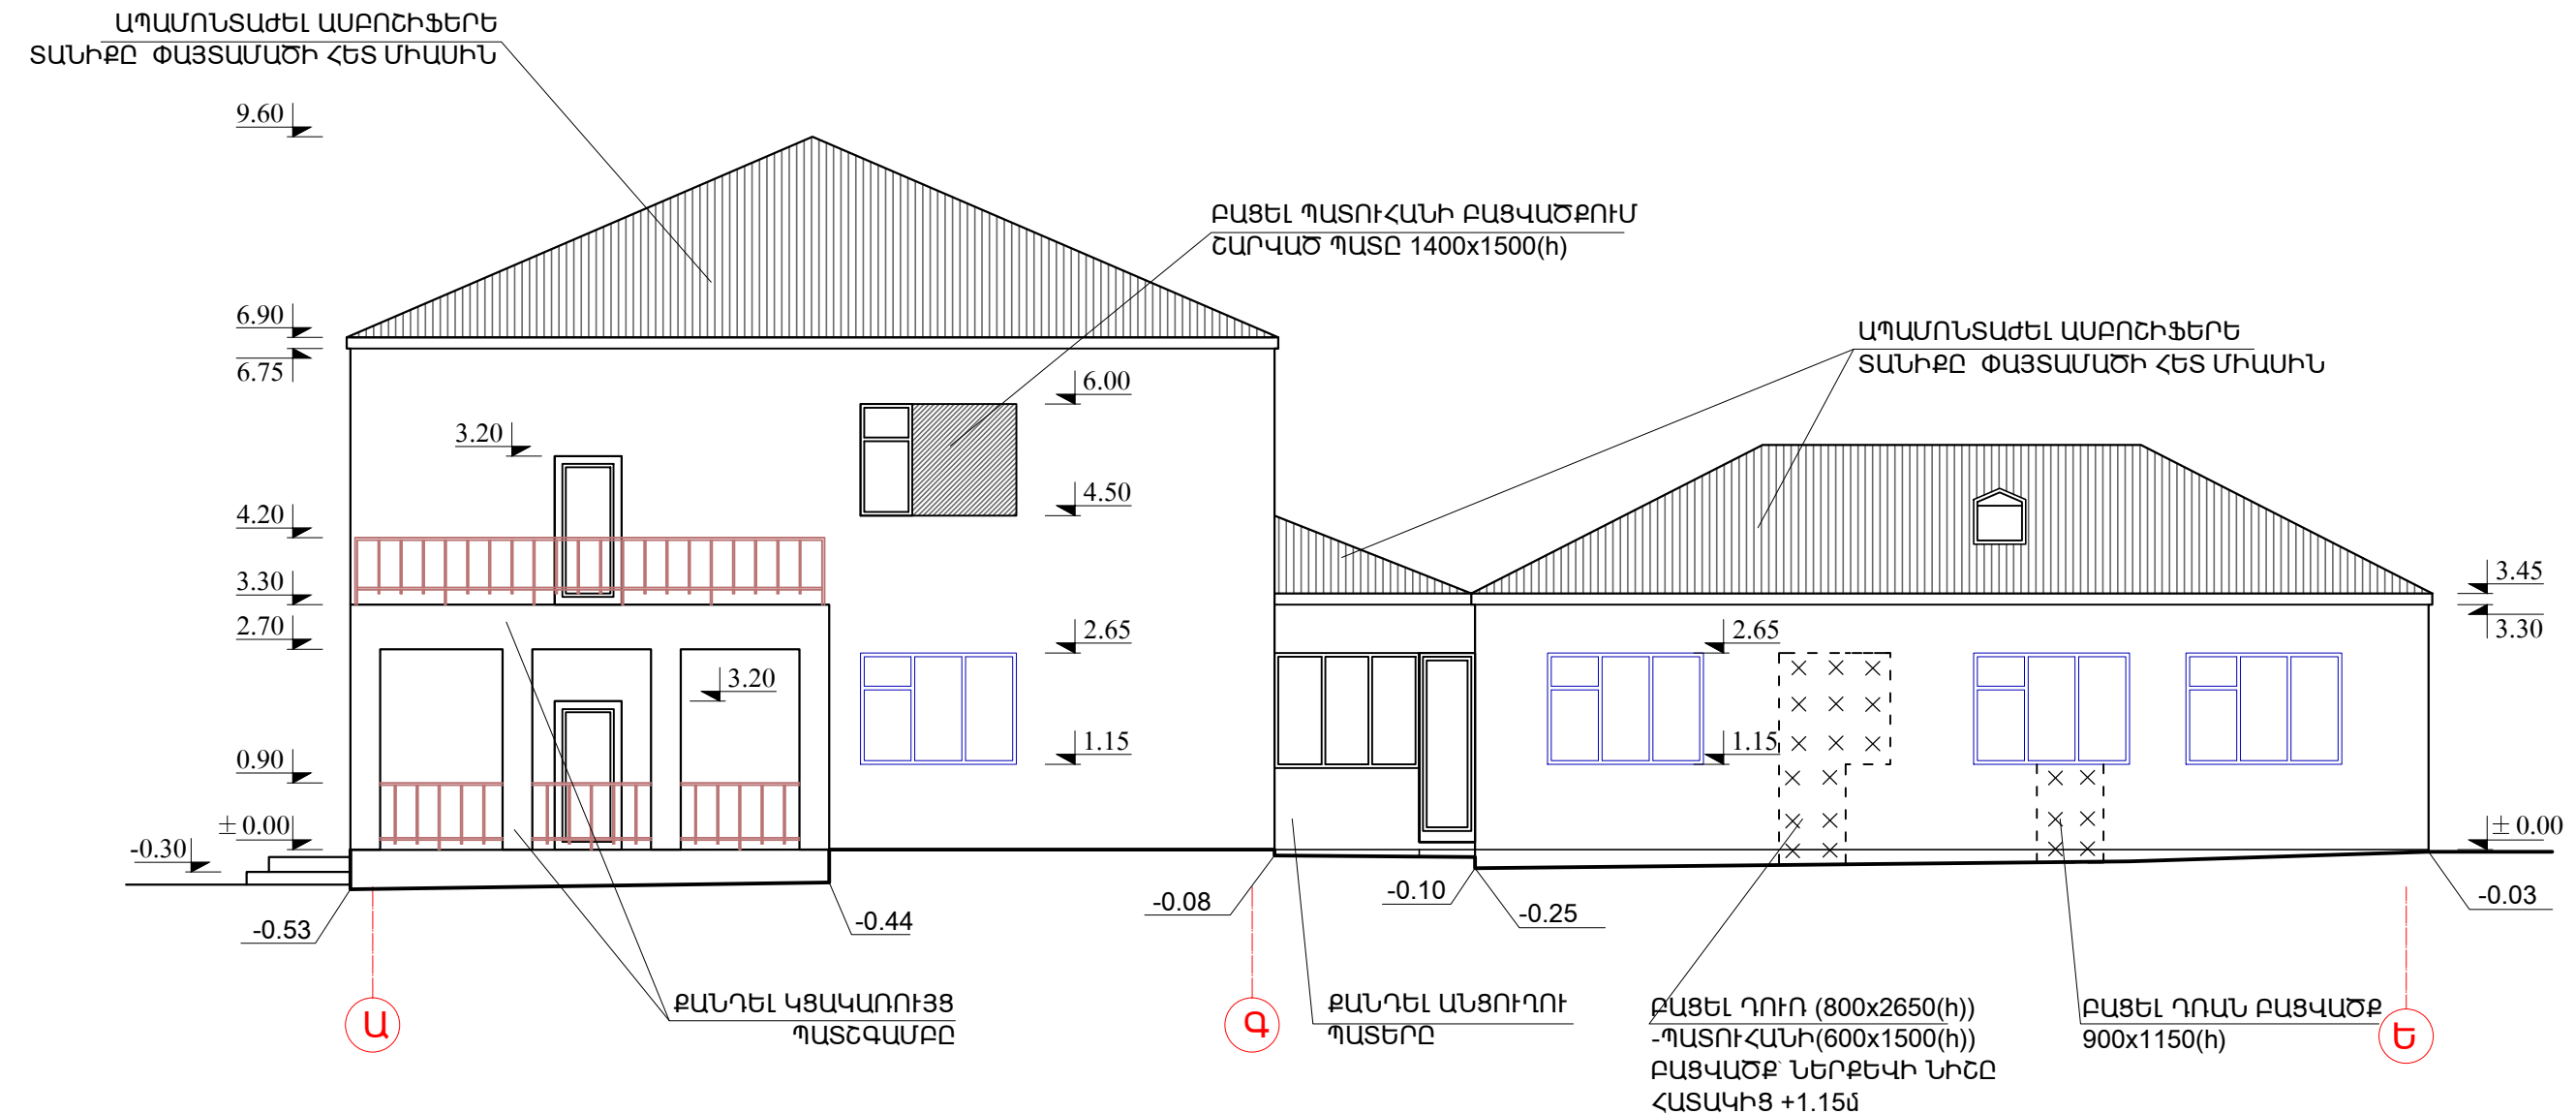 ԱՊԱՄՈՆՏԱԺԵԼ ԱՍԲՈՇԻՖԵՐԵ
ՏԱՆԻՔԸ ՓԱՅՏԱՄԱԾԻ ՀԵՏ ՄԻԱՍԻՆ
9.60
ԲԱՑԵԼ ՊԱՏՈՒՀԱՆԻ ԲԱՑՎԱԾՔՈՒՄ
ՇԱՐՎԱԾ ՊԱՏԸ 1400x1500(h)
6.90
6.75
ԱՊԱՄՈՆՏԱԺԵԼ ԱՍԲՈՇԻՖԵՐԵ
ՏԱՆԻՔԸ ՓԱՅՏԱՄԱԾԻ ՀԵՏ ՄԻԱՍԻՆ
6.00
3.20
4.50
4.20
3.30
3.45
3.30
2.70
2.65
2.65
3.20
1.15
1.15
0.90
±0.00
±0.00
-0.30
-0.53
-0.44
-0.08
-0.10
-0.25
-0.03
ՔԱՆԴԵԼ ԿՑԱԿԱՌՈՒՅՑ
ՊԱՏՇԳԱՄԲԸ
ՔԱՆԴԵԼ ԱՆՑՈՒՂՈՒ
ՊԱՏԵՐԸ
ԲԱՑԵԼ ԴՈՒՌ (800x2650(h))
-ՊԱՏՈՒՀԱՆԻ(600x1500(h))
ԲԱՑՎԱԾՔ՝ ՆԵՐՔԵՎԻ ՆԻՇԸ
ՀԱՏԱԿԻՑ +1.15մ
ԲԱՑԵԼ ԴՌԱՆ ԲԱՑՎԱԾՔ
900x1150(h)
Ա
Գ
Ե